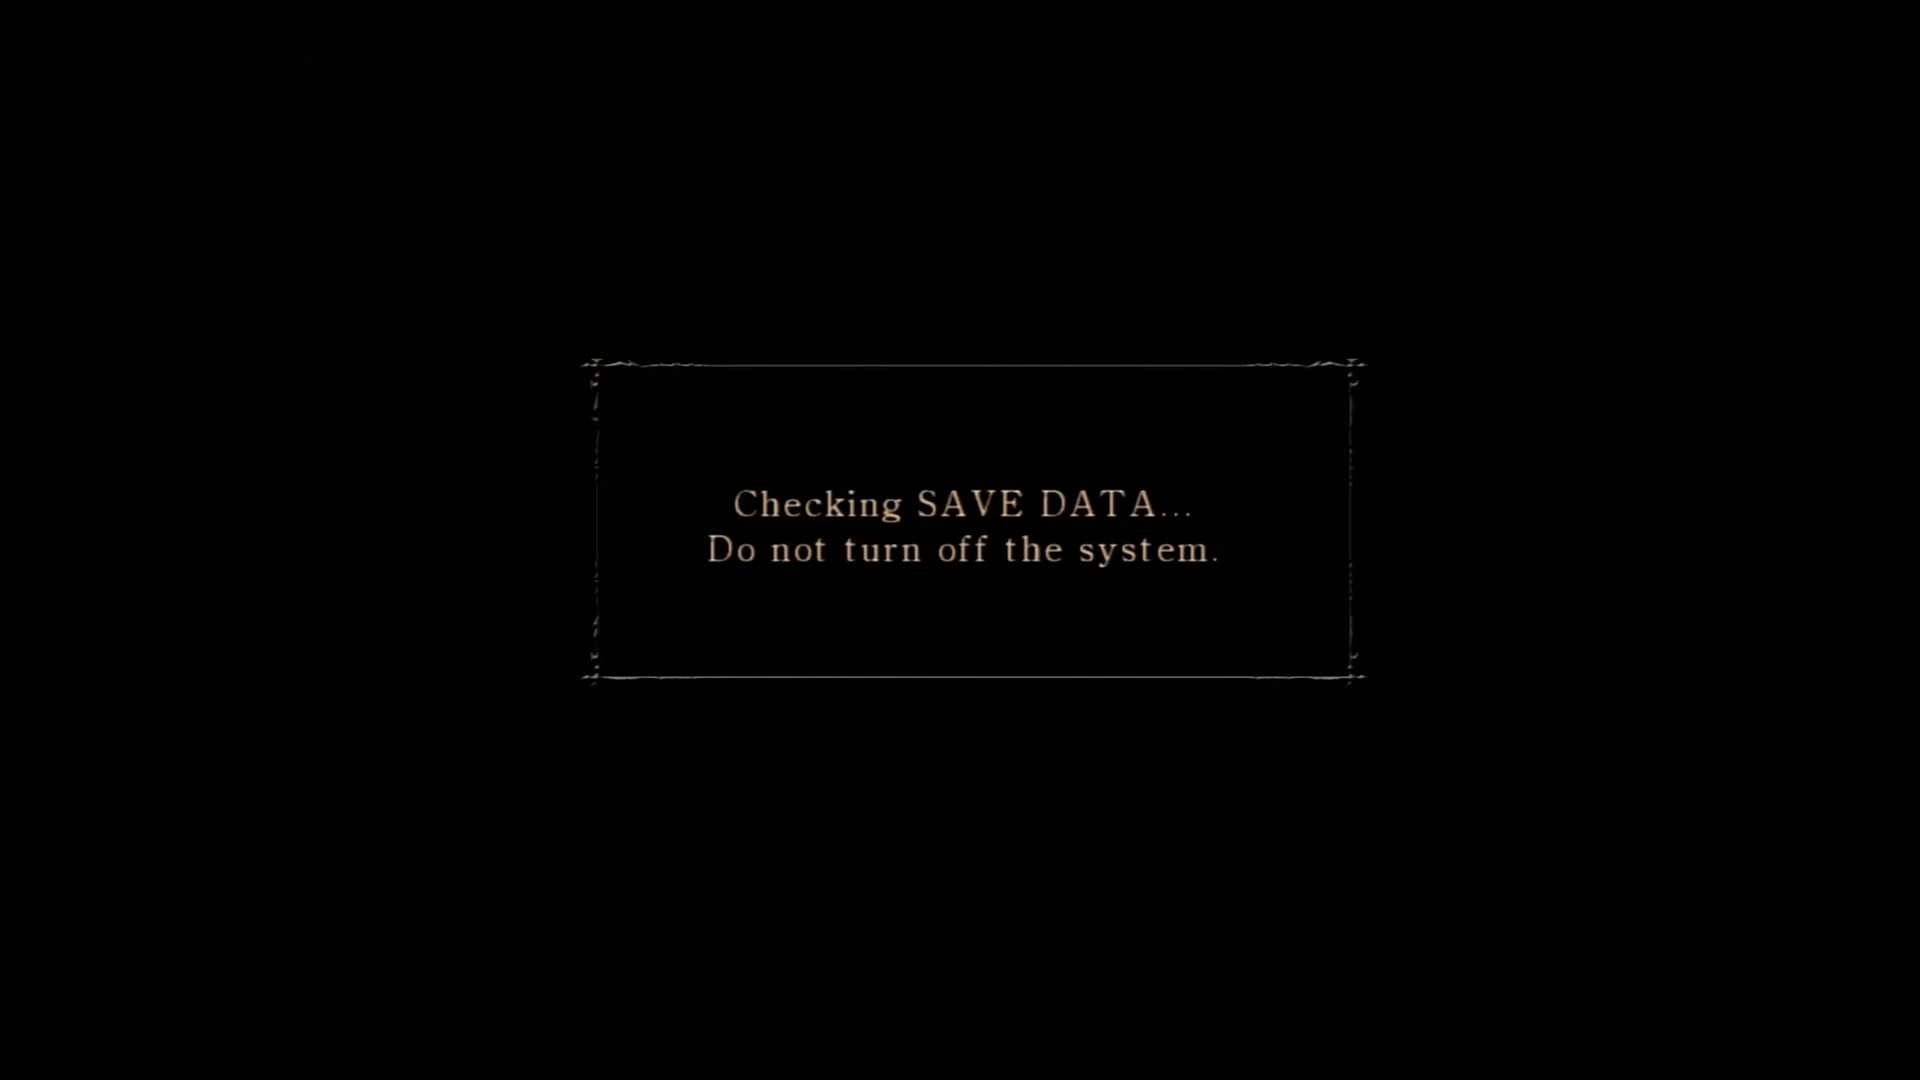 Checking SAVE DATA...
Do not turn off the system.